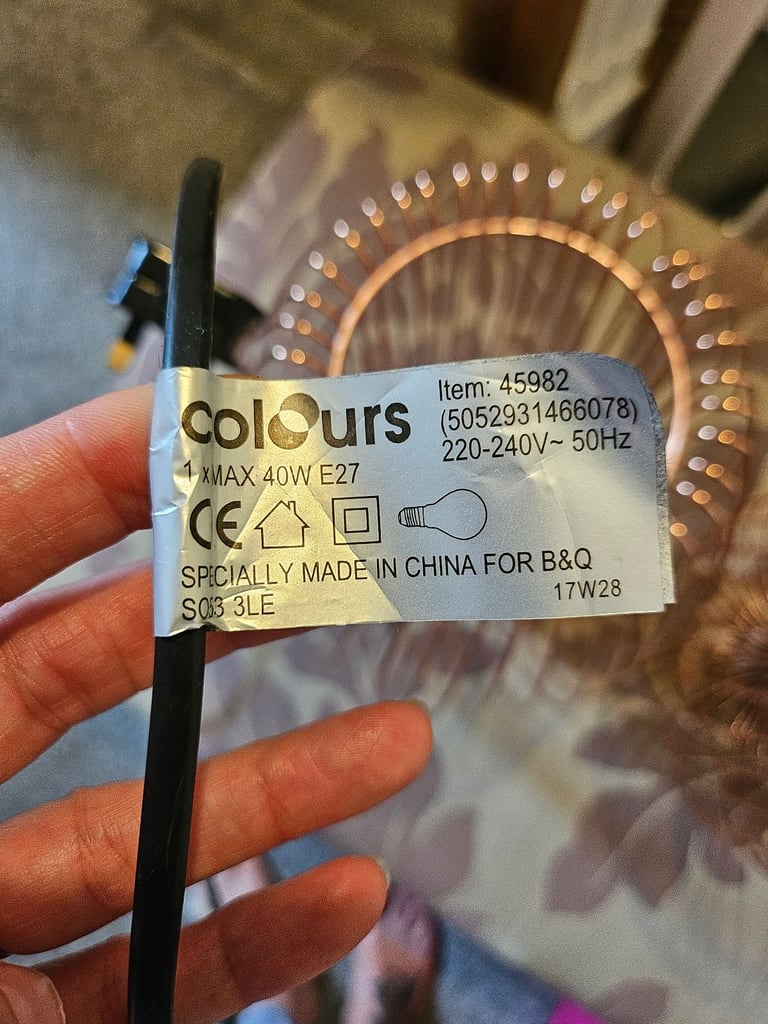 colours
Item: 45982
(5052931466078)
220-240V~ 50Hz
1 xMAX 40W E27
CE
SPECIALLY MADE IN CHINA FOR B&Q
SO53 3LE
17W28